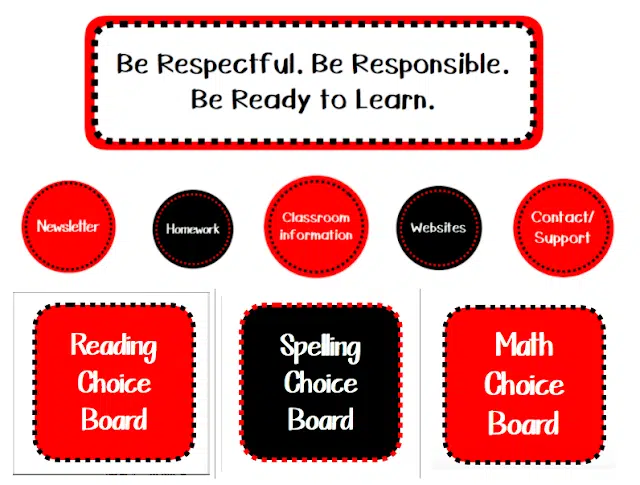 Be Respectful. Be Responsible.
Be Ready to Learn.
Newsletter
Homework
Classroom
information
Websites
Contact/
Support
Reading
Choice
Board
Spelling
Choice
Board
Math
Choice
Board